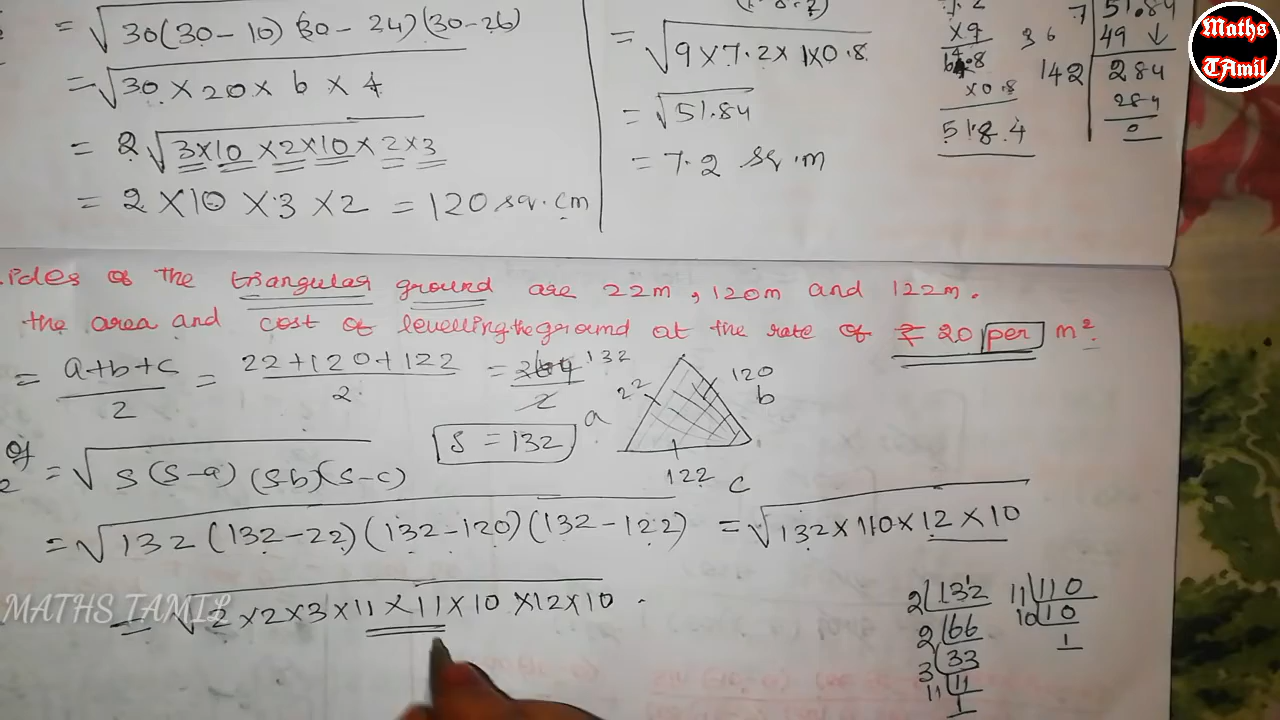 = √30(30-10)(30-24)(30-26)
= √30 × 20 × 6 × 4
= 2 √3×10 ×2×10× 2×3
= 2 ×10 ×3 ×2 = 120 sq.cm
= √9×7.2× 1×0.8
= √51.84
= 7.2 sq.m
×9
×0.8
518.4
36
7 51.84
49 ↓
142 284
284
0
Maths
TAmil
the triangular ground are 22m, 120m and 122m.
the area and cost of levelling the ground at the rate of ₹ 20 per m²
= a+b+c / 2 = 22+120+122 / 2 = 264 / 2 132
22 120
a b
122 c
S = 132
of = √S(S-a)(S-b)(S-c)
= √132(132-22)(132-120)(132-122) = √132×110×12×10
= √2×2×3×11×11×10×12×10
MATHS TAMIL
2 132
2 66
3 33
11 11
1
11 110
10 10
1